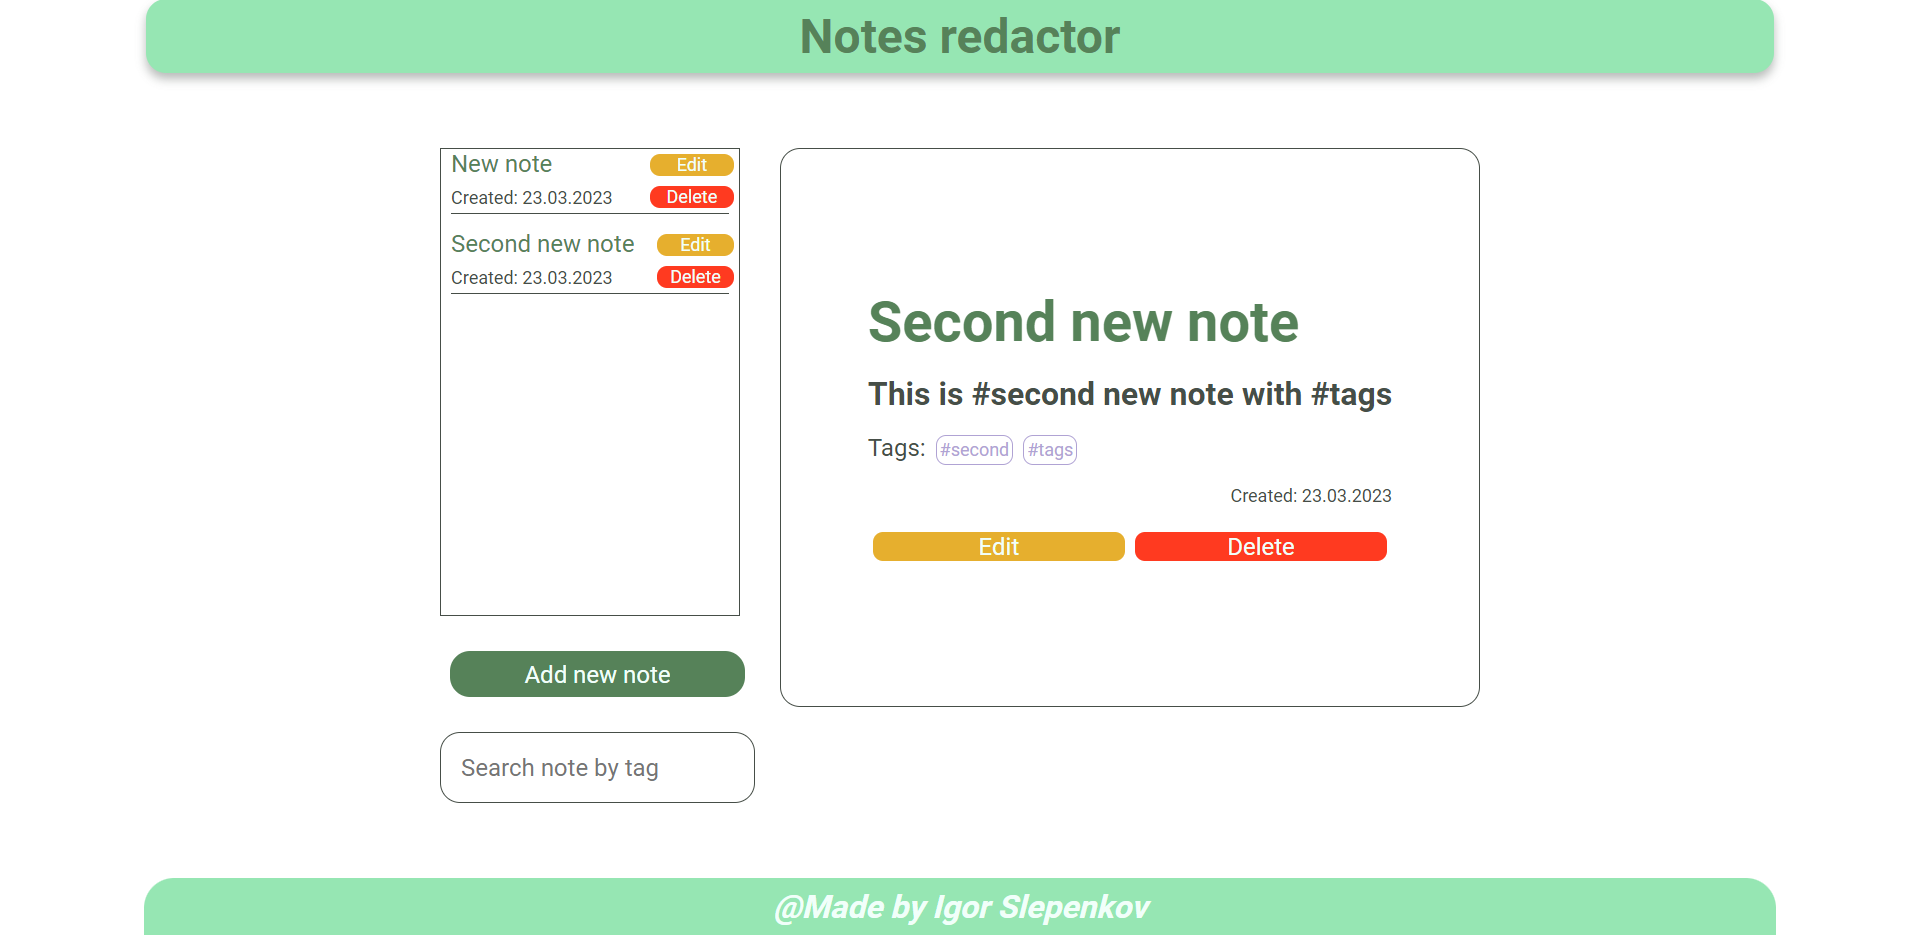 Notes redactor
New note
Edit
Created: 23.03.2023
Delete
Second new note
Edit
Created: 23.03.2023
Delete
Add new note
Search note by tag
Second new note
This is #second new note with #tags
Tags: #second #tags
Created: 23.03.2023
Edit
Delete
@Made by Igor Slepenkov